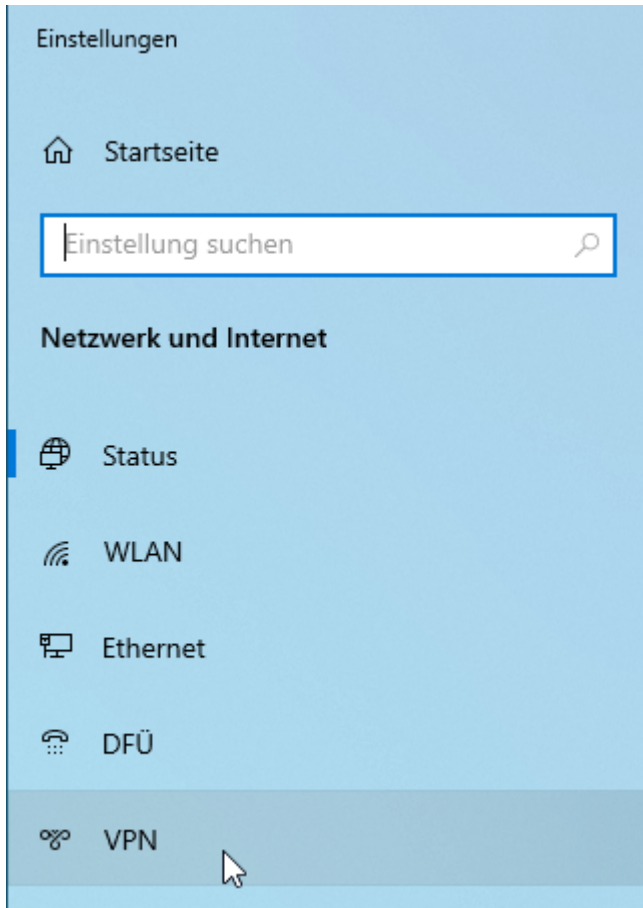 Einstellungen
Startseite
Einstellung suchen
Netzwerk und Internet
Status
WLAN
Ethernet
DFÜ
VPN